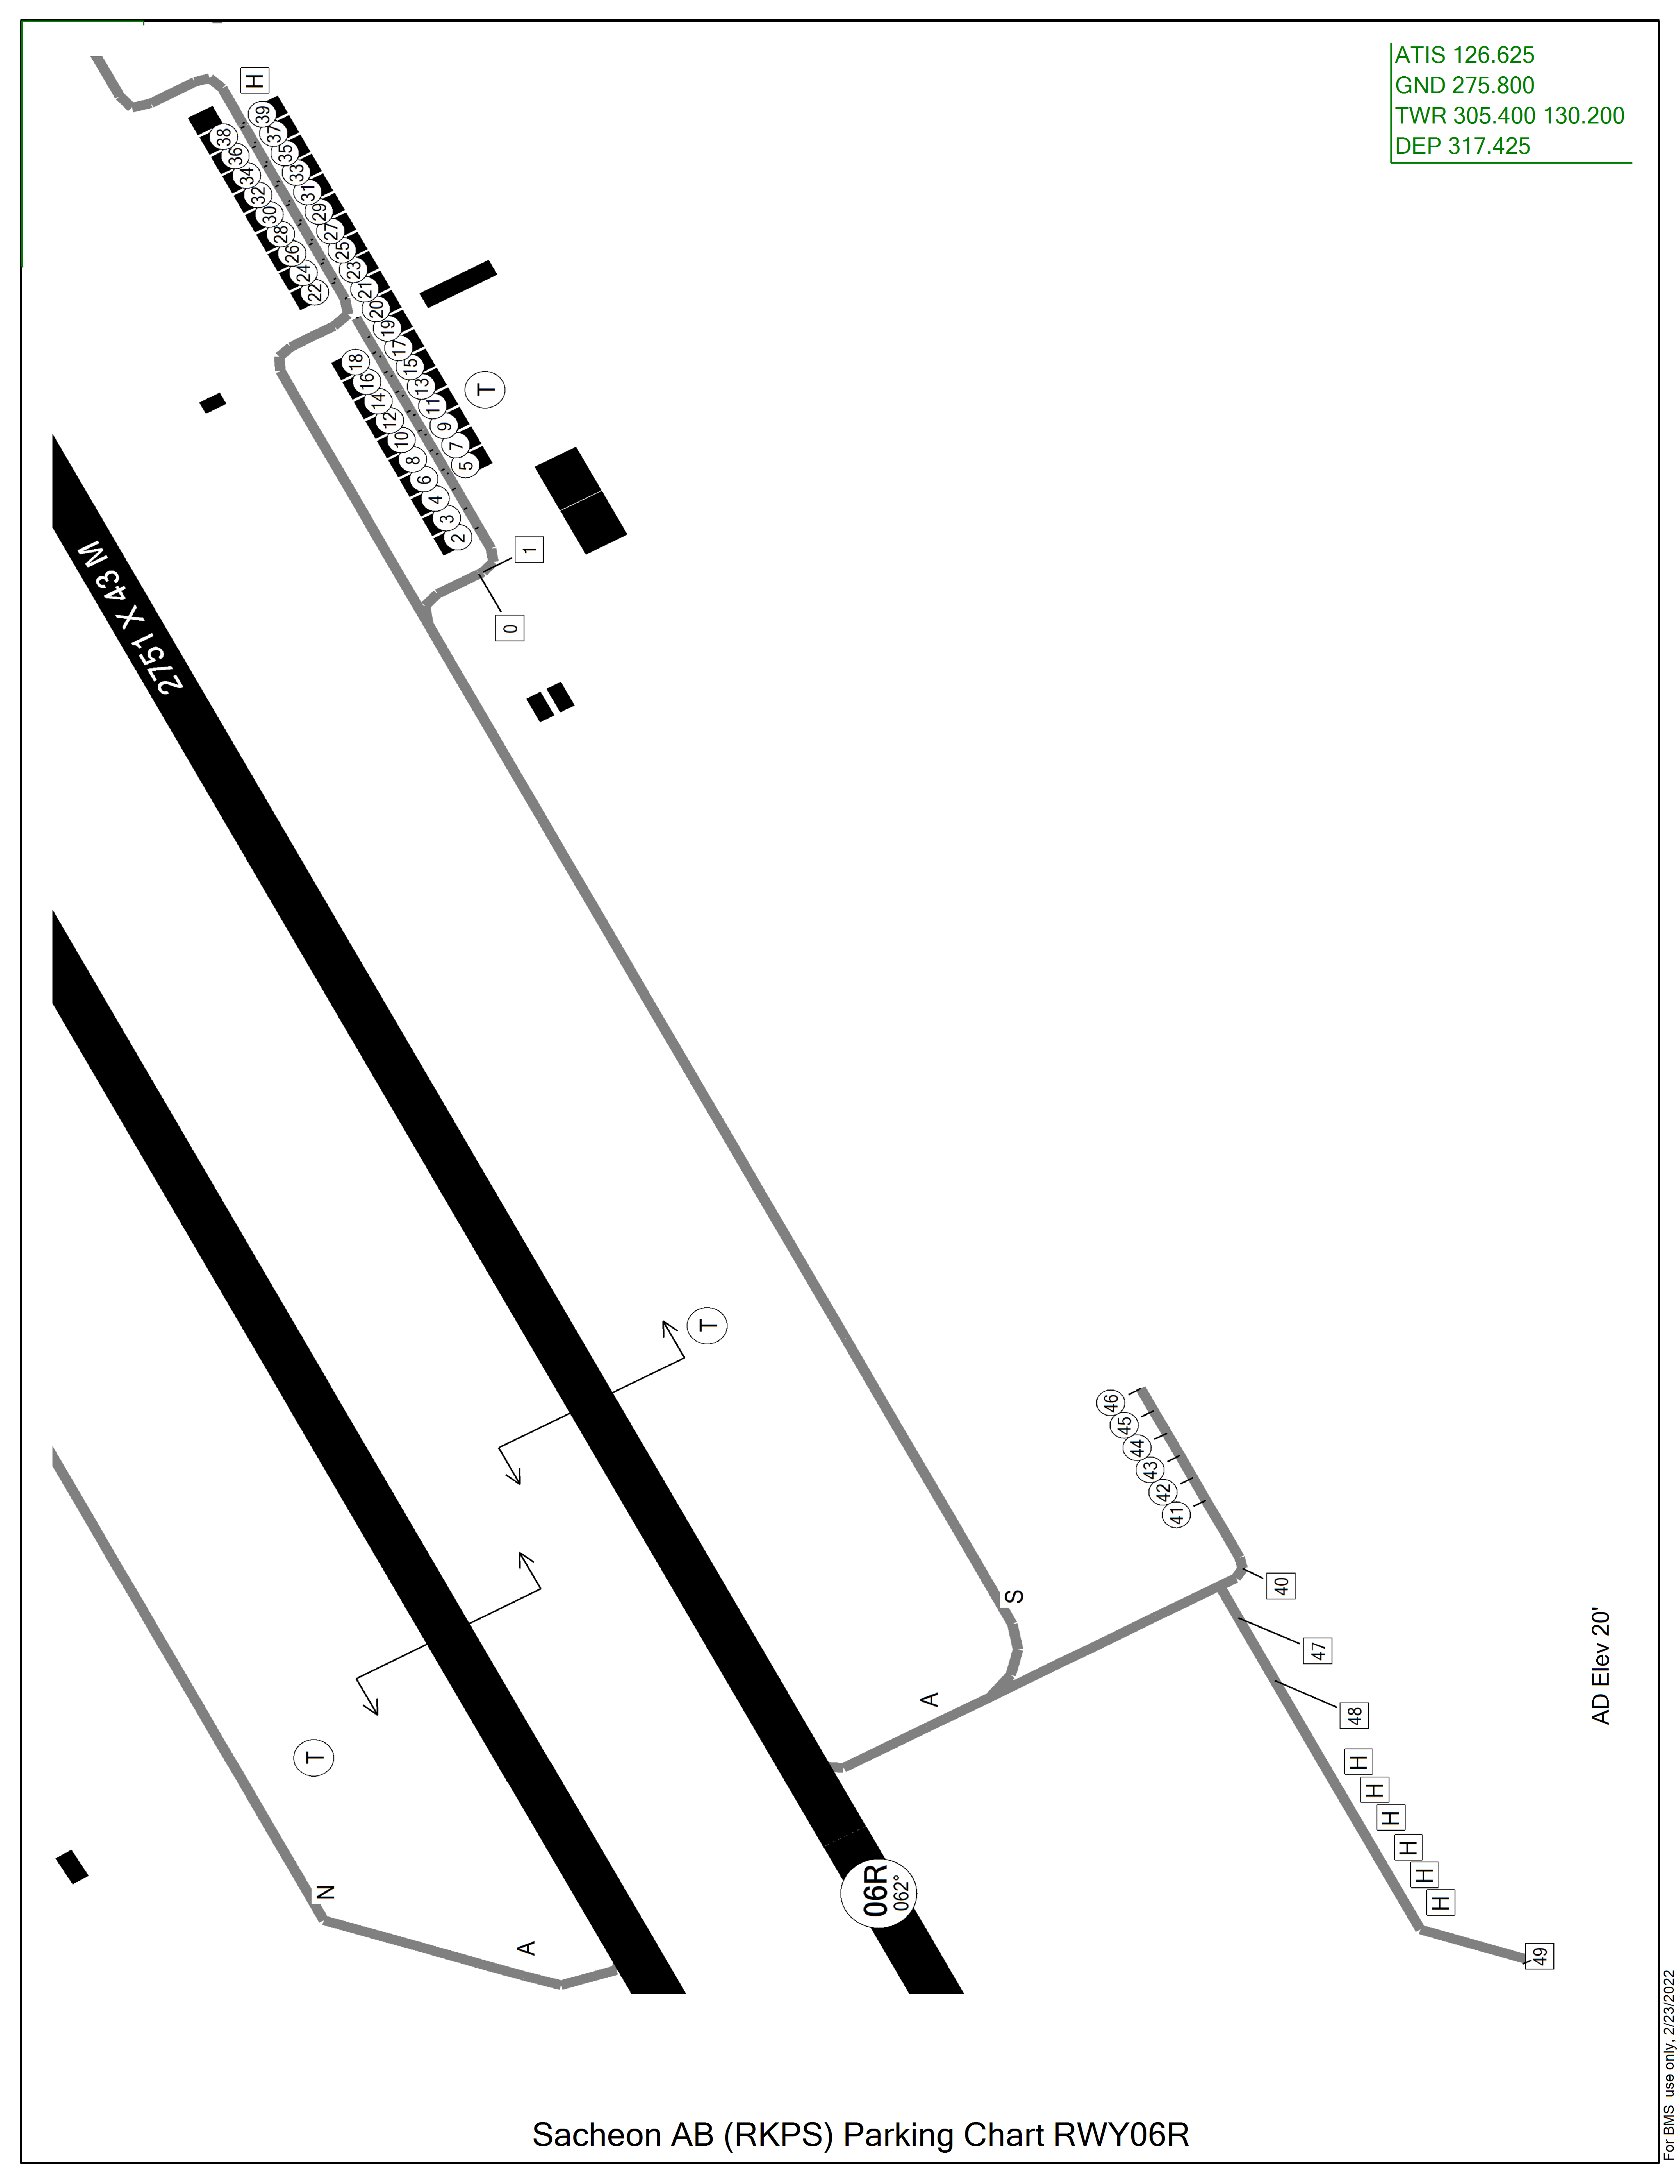 ATIS 126.625
GND 275.800
TWR 305.400 130.200
DEP 317.425
H
39
38
37
36
35
34
33
32
31
30
29
28
27
26
25
24
23
22
21
20
19
18
17
16
15
14
13
12
11
10
9
8
7
6
5
4
3
2
T
1
0
2751 X 43 M
T
46
45
44
43
42
41
40
S
47
A
48
T
H
H
H
H
H
H
49
N
A
06R
062°
AD Elev 20'
Sacheon AB (RKPS) Parking Chart RWY06R
For BMS use only, 2/23/2022